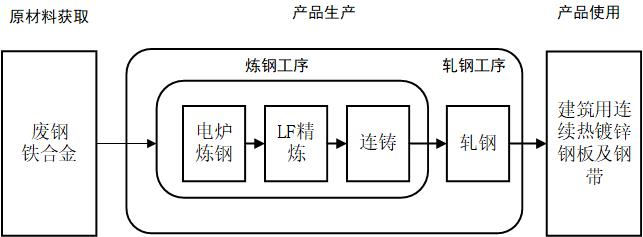 原材料获取
产品生产
产品使用
炼钢工序
轧钢工序
废钢
铁合金
电炉
炼钢
LF精
炼
连铸
轧钢
建筑用连
续热镀锌
钢板及钢
带